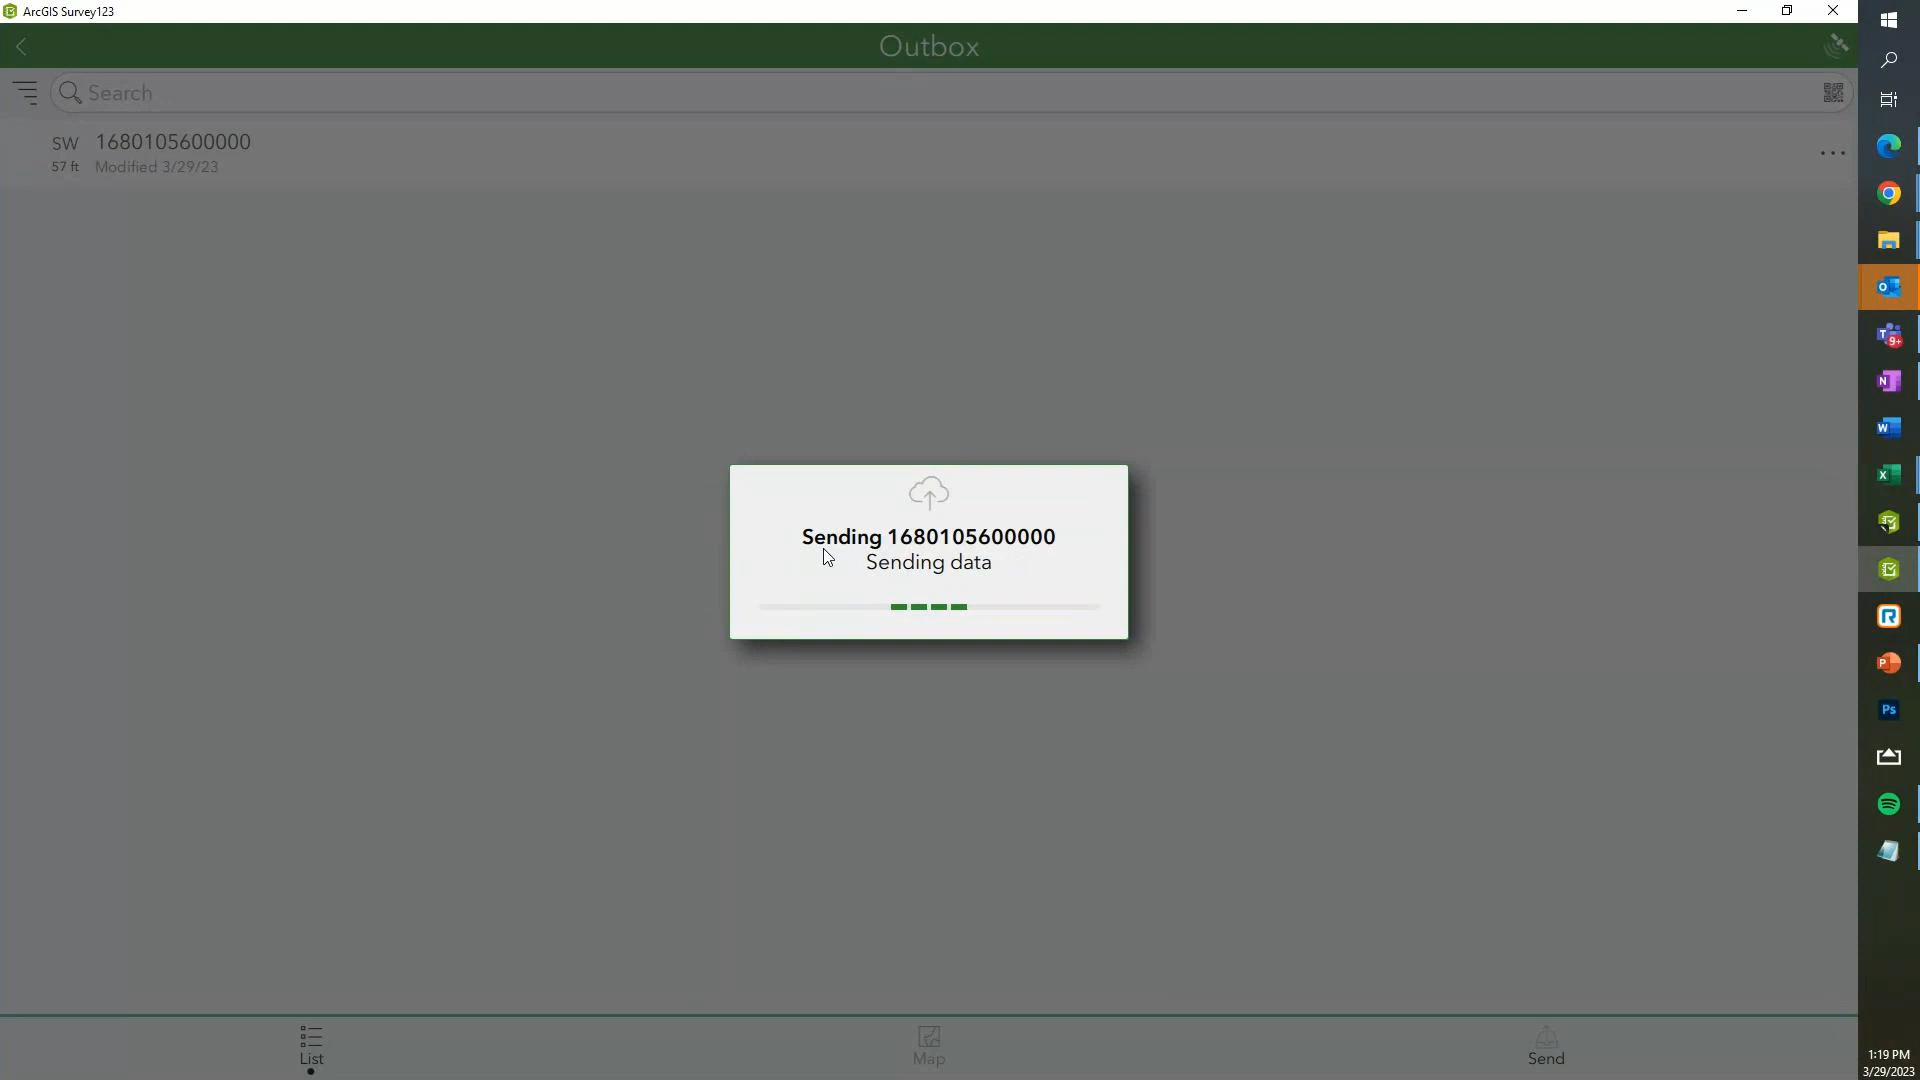 ArcGIS Survey123
Outbox
Search
SW 1680105600000
57 ft Modified 3/29/23
Sending 1680105600000
Sending data
List
Map
Send
9+
1:19 PM
3/29/2023